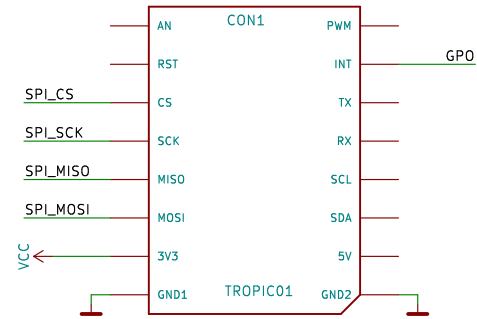 CON1
AN PWM
RST INT GPO
SPI_CS CS TX
SPI_SCK SCK RX
SPI_MISO MISO SCL
SPI_MOSI MOSI SDA
VCC 3V3 5V
TROPIC01
GND1 GND2